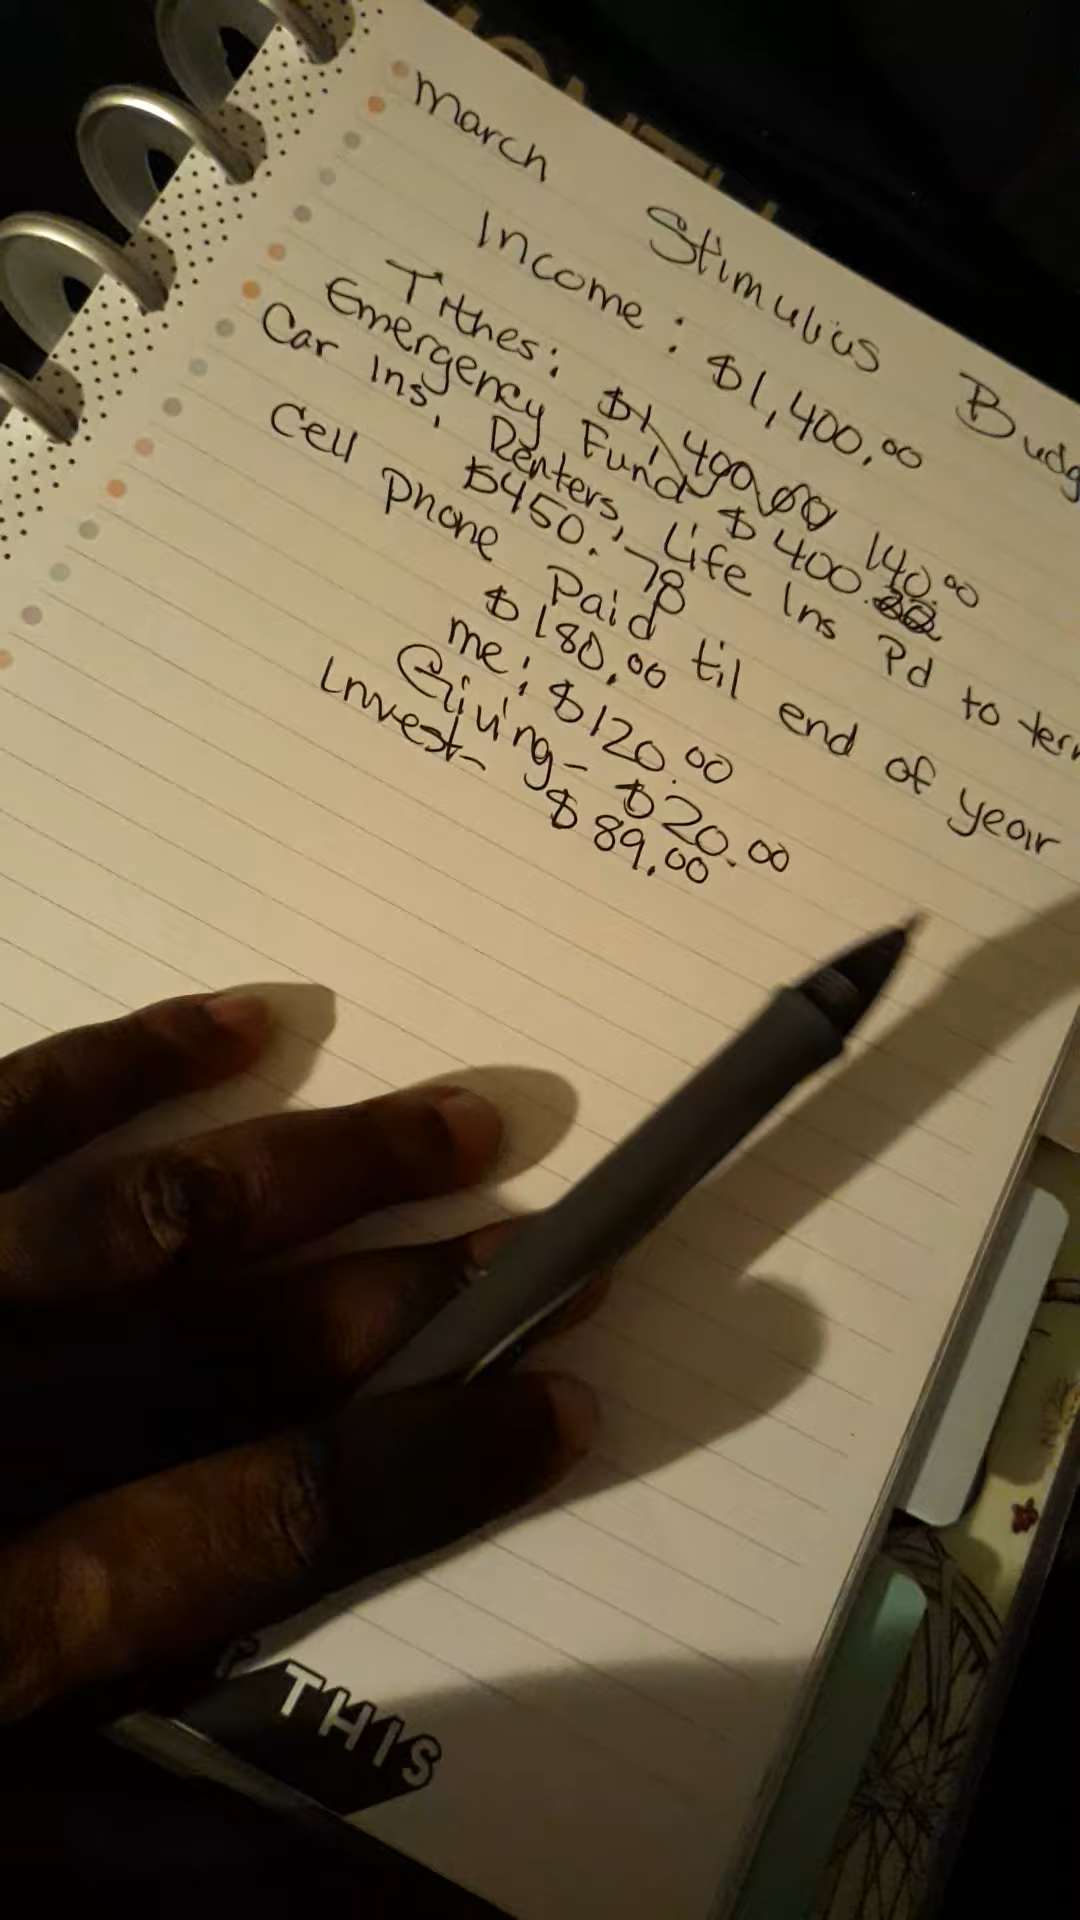 March Stimulus Budg
Income: $1,400.00
Tithes: $1,400.00 140.00
Emergency Fund $400.
Car Ins, Renters, Life Ins Pd to term
$450.78
Cell Phone Paid til end of year
$180.00
me: $120.00
Giving- $20.00
Invest- $89.00
THIS